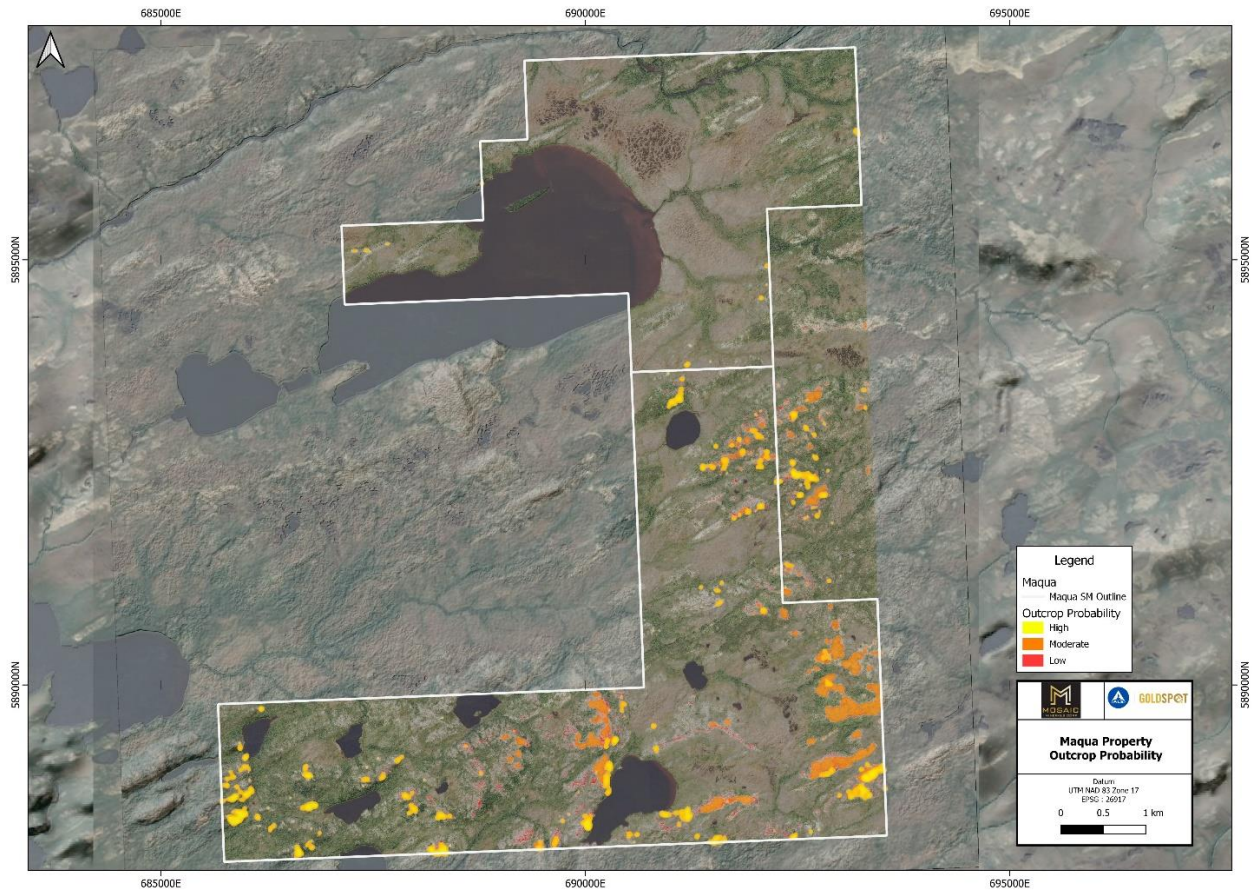 685000E
690000E
695000E
5895000N
5895000N
5890000N
5890000N
Legend
Maqua
Maqua SM Outline
Outcrop Probability
High
Moderate
Low
M
MOSAIC
GOLDSPOT
Maqua Property
Outcrop Probability
Datum
UTM NAD 83 Zone 17
EPSG : 26917
0 0.5 1 km
685000E
690000E
695000E